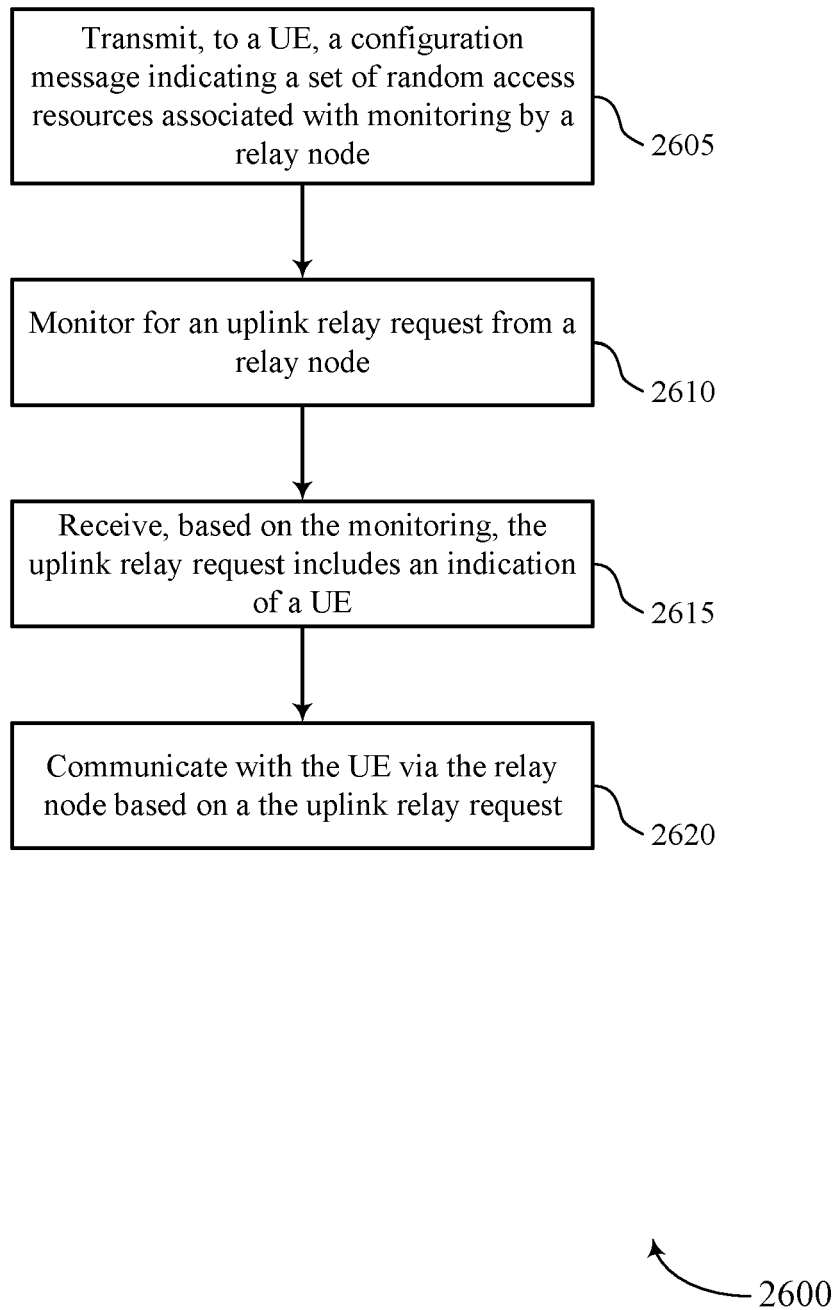 Transmit, to a UE, a configuration
message indicating a set of random access
resources associated with monitoring by a
relay node
2605
Monitor for an uplink relay request from a
relay node
2610
Receive, based on the monitoring, the
uplink relay request includes an indication
of a UE
2615
Communicate with the UE via the relay
node based on a the uplink relay request
2620
2600